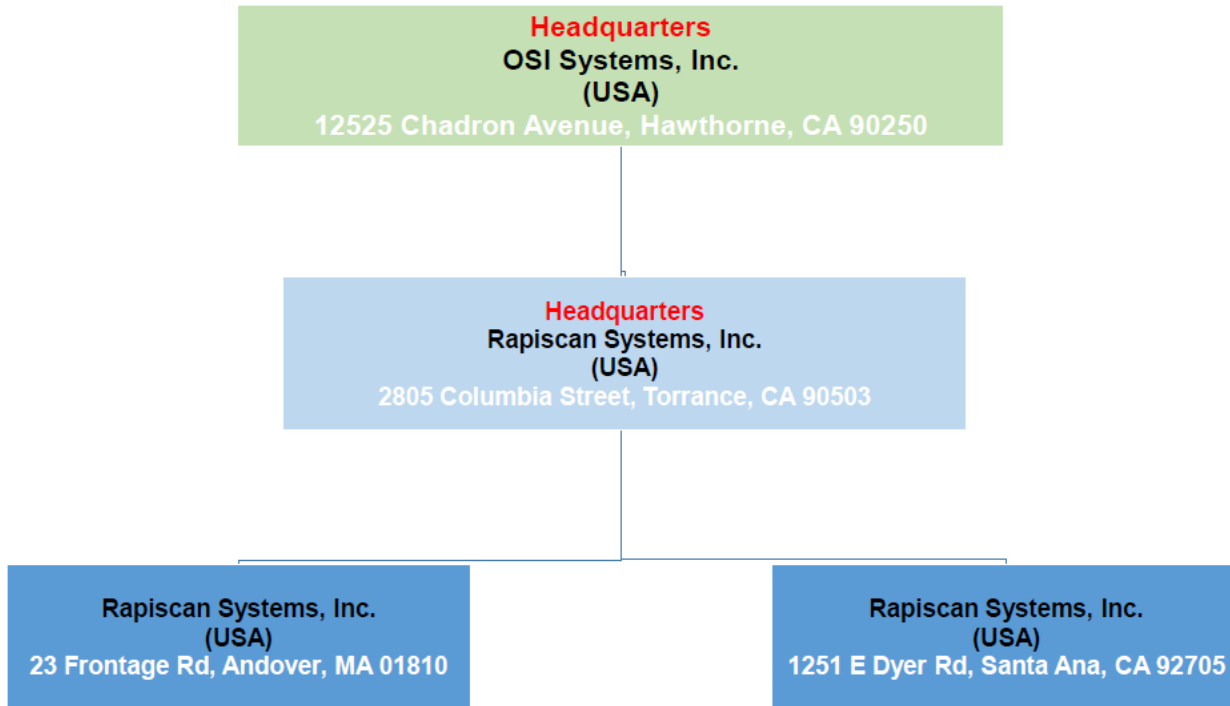 Headquarters
OSI Systems, Inc.
(USA)
12525 Chadron Avenue, Hawthorne, CA 90250
Headquarters
Rapiscan Systems, Inc.
(USA)
2805 Columbia Street, Torrance, CA 90503
Rapiscan Systems, Inc.
(USA)
23 Frontage Rd, Andover, MA 01810
Rapiscan Systems, Inc.
(USA)
1251 E Dyer Rd, Santa Ana, CA 92705